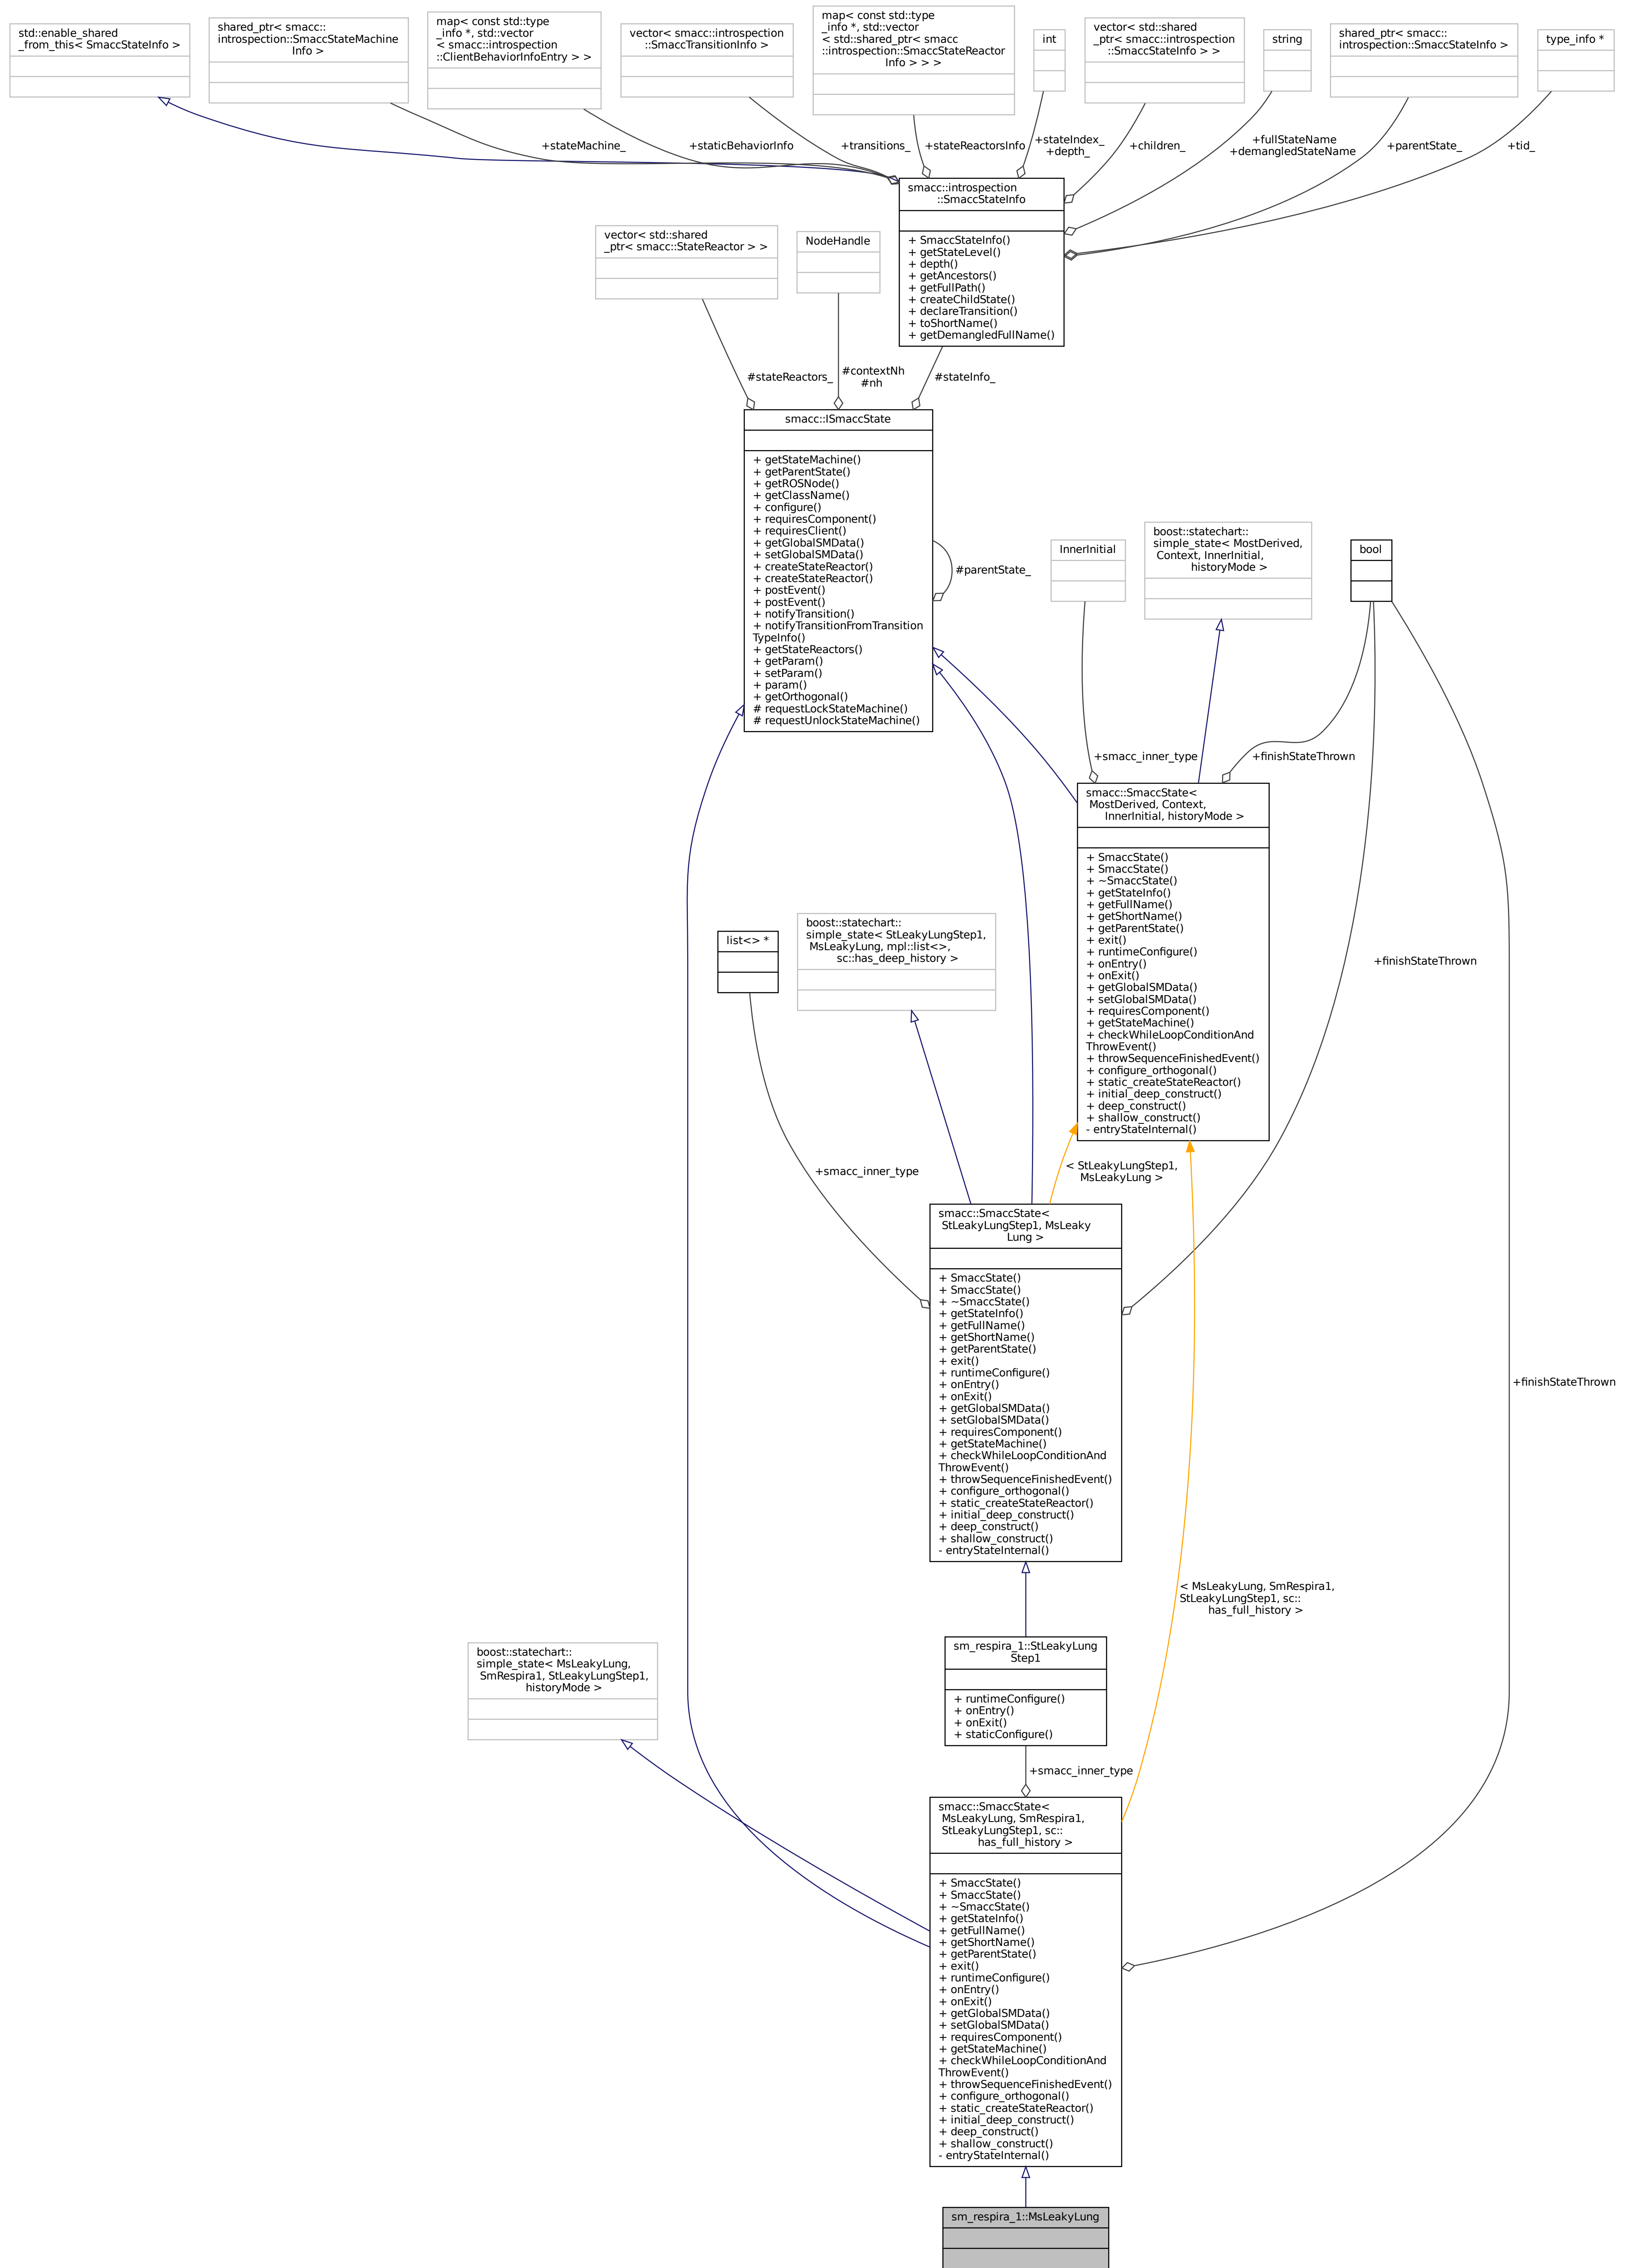 std::enable_shared
_from_this< SmaccStateInfo >
shared_ptr< smacc::
introspection::SmaccStateMachine
Info >
map< const std::type
_info *, std::vector
< smacc::introspection
::ClientBehaviorInfoEntry > >
vector< smacc::introspection
::SmaccTransitionInfo >
map< const std::type
_info *, std::vector
< std::shared_ptr< smacc
::introspection::SmaccStateReactor
Info > > >
int
vector< std::shared
_ptr< smacc::introspection
::SmaccStateInfo > >
string
shared_ptr< smacc::
introspection::SmaccStateInfo >
type_info *
+stateMachine_
+staticBehaviorInfo
+transitions_
+stateReactorsInfo
+stateIndex_
+depth_
+children_
+fullStateName
+demangledStateName
+parentState_
+tid_
smacc::introspection
::SmaccStateInfo
+ SmaccStateInfo()
+ getStateLevel()
+ depth()
+ getAncestors()
+ getFullPath()
+ createChildState()
+ declareTransition()
+ toShortName()
+ getDemangledFullName()
vector< std::shared
_ptr< smacc::StateReactor > >
NodeHandle
#stateReactors_
#contextNh
#nh
#stateInfo_
smacc::ISmaccState
+ getStateMachine()
+ getParentState()
+ getROSNode()
+ getClassName()
+ configure()
+ requiresComponent()
+ requiresClient()
+ getGlobalSMData()
+ setGlobalSMData()
+ createStateReactor()
+ createStateReactor()
+ postEvent()
+ postEvent()
+ notifyTransition()
+ notifyTransitionFromTransition
TypeInfo()
+ getStateReactors()
+ getParam()
+ setParam()
+ param()
+ getOrthogonal()
# requestLockStateMachine()
# requestUnlockStateMachine()
#parentState_
InnerInitial
boost::statechart::
simple_state< MostDerived,
Context, InnerInitial,
historyMode >
bool
+smacc_inner_type
+finishStateThrown
smacc::SmaccState<
MostDerived, Context,
InnerInitial, historyMode >
+ SmaccState()
+ SmaccState()
+ ~SmaccState()
+ getStateInfo()
+ getFullName()
+ getShortName()
+ getParentState()
+ exit()
+ runtimeConfigure()
+ onEntry()
+ onExit()
+ getGlobalSMData()
+ setGlobalSMData()
+ requiresComponent()
+ getStateMachine()
+ checkWhileLoopConditionAnd
ThrowEvent()
+ throwSequenceFinishedEvent()
+ configure_orthogonal()
+ static_createStateReactor()
+ initial_deep_construct()
+ deep_construct()
+ shallow_construct()
- entryStateInternal()
list<> *
boost::statechart::
simple_state< StLeakyLungStep1,
MsLeakyLung, mpl::list<>,
sc::has_deep_history >
+finishStateThrown
+smacc_inner_type
< StLeakyLungStep1,
MsLeakyLung >
smacc::SmaccState<
StLeakyLungStep1, MsLeaky
Lung >
+ SmaccState()
+ SmaccState()
+ ~SmaccState()
+ getStateInfo()
+ getFullName()
+ getShortName()
+ getParentState()
+ exit()
+ runtimeConfigure()
+ onEntry()
+ onExit()
+ getGlobalSMData()
+ setGlobalSMData()
+ requiresComponent()
+ getStateMachine()
+ checkWhileLoopConditionAnd
ThrowEvent()
+ throwSequenceFinishedEvent()
+ configure_orthogonal()
+ static_createStateReactor()
+ initial_deep_construct()
+ deep_construct()
+ shallow_construct()
- entryStateInternal()
+finishStateThrown
< MsLeakyLung, SmRespira1,
StLeakyLungStep1, sc::
has_full_history >
boost::statechart::
simple_state< MsLeakyLung,
SmRespira1, StLeakyLungStep1,
historyMode >
sm_respira_1::StLeakyLung
Step1
+ runtimeConfigure()
+ onEntry()
+ onExit()
+ staticConfigure()
+smacc_inner_type
smacc::SmaccState<
MsLeakyLung, SmRespira1,
StLeakyLungStep1, sc::
has_full_history >
+ SmaccState()
+ SmaccState()
+ ~SmaccState()
+ getStateInfo()
+ getFullName()
+ getShortName()
+ getParentState()
+ exit()
+ runtimeConfigure()
+ onEntry()
+ onExit()
+ getGlobalSMData()
+ setGlobalSMData()
+ requiresComponent()
+ getStateMachine()
+ checkWhileLoopConditionAnd
ThrowEvent()
+ throwSequenceFinishedEvent()
+ configure_orthogonal()
+ static_createStateReactor()
+ initial_deep_construct()
+ deep_construct()
+ shallow_construct()
- entryStateInternal()
sm_respira_1::MsLeakyLung